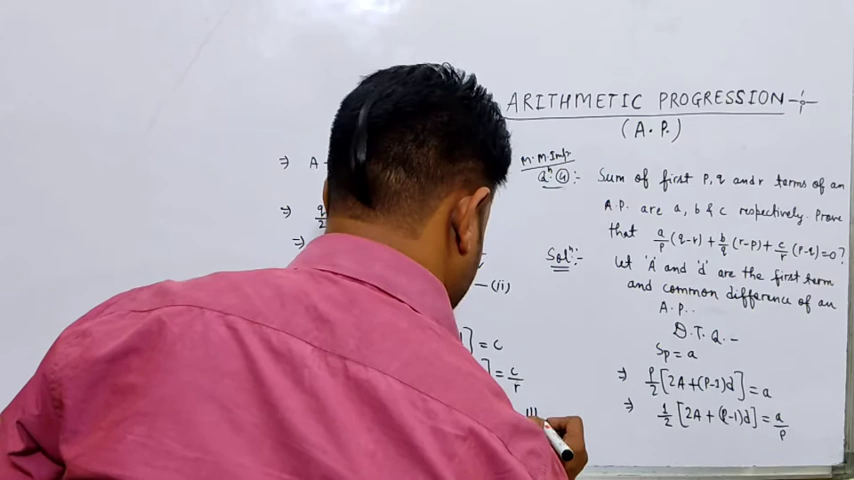 ARITHMETIC PROGRESSION
(A.P.)
M.M.Imp
Qⁿ.④:- Sum of first p, q and r terms of an
A.P. are a, b & c respectively. Prove
that a/p (q-r) + b/q (r-p) + c/r (p-q) = 0?
Solⁿ:- Let 'A' and 'd' are the first term
and common difference of an
A.P..
D.T.Q.-
Sp = a
⇒ p/2 [2A + (p-1)d] = a
⇒ 1/2 [2A + (p-1)d] = a/p
⇒ A
⇒ q/2
⇒
—(ii)
] = c
] = c/r